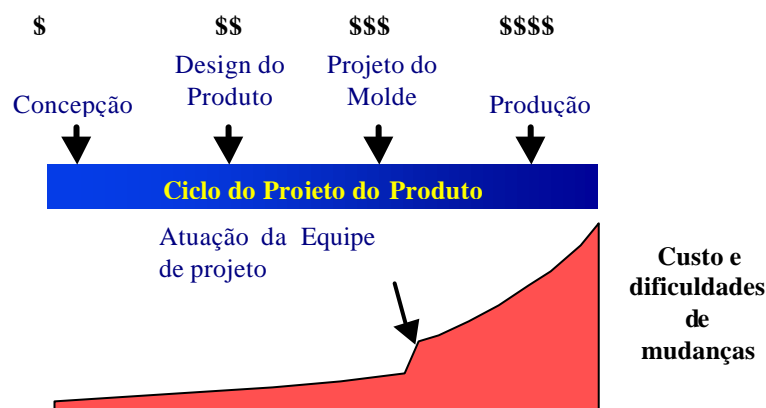 $ $$ $$$ $$$$
Design do
Produto
Projeto do
Molde
Concepção
Produção
Ciclo do Projeto do Produto
Atuação da Equipe
de projeto
Custo e
dificuldades
de
mudanças